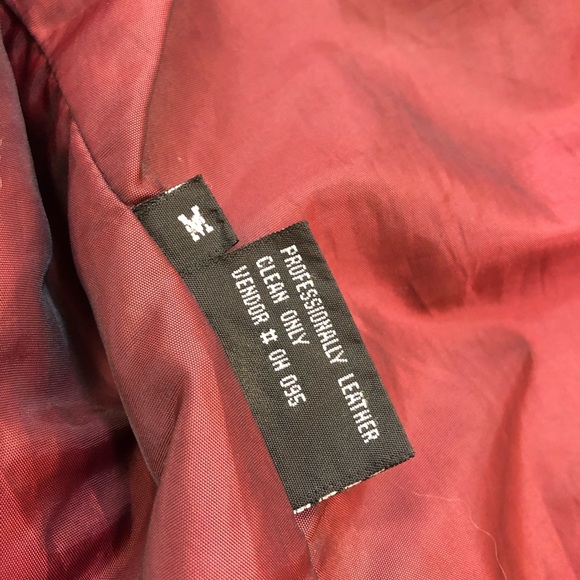 M
PROFESSIONALLY LEATHER
CLEAN ONLY
VENDOR # OH 095